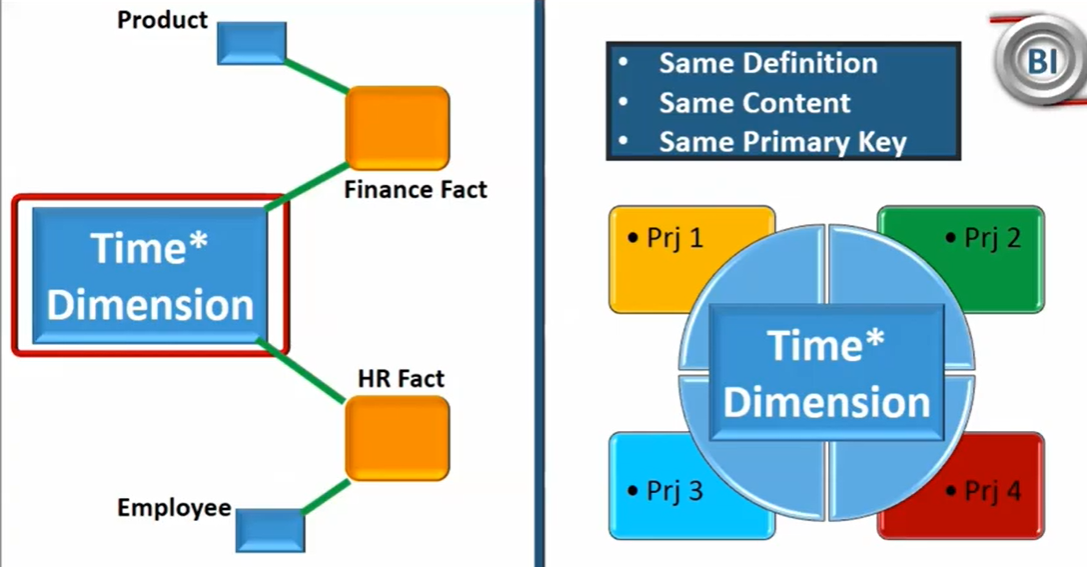 Product
Finance Fact
Time*
Dimension
HR Fact
Employee
• Same Definition
• Same Content
• Same Primary Key
BI
• Prj 1
• Prj 2
Time*
Dimension
• Prj 3
• Prj 4